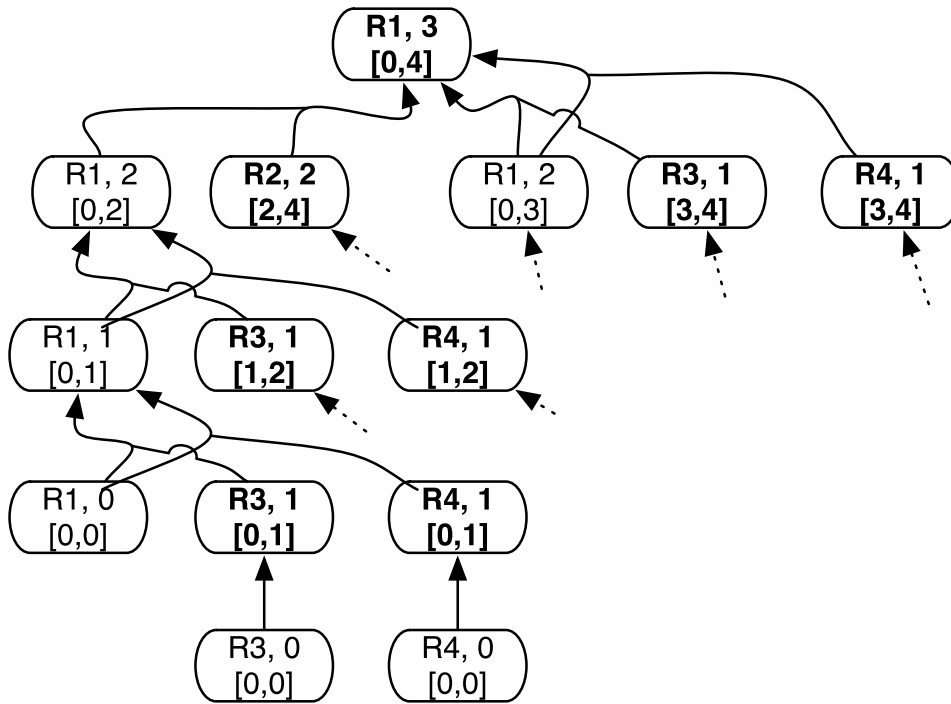 R1, 3
[0,4]
R1, 2
[0,2]
R2, 2
[2,4]
R1, 2
[0,3]
R3, 1
[3,4]
R4, 1
[3,4]
R1, 1
[0,1]
R3, 1
[1,2]
R4, 1
[1,2]
R1, 0
[0,0]
R3, 1
[0,1]
R4, 1
[0,1]
R3, 0
[0,0]
R4, 0
[0,0]